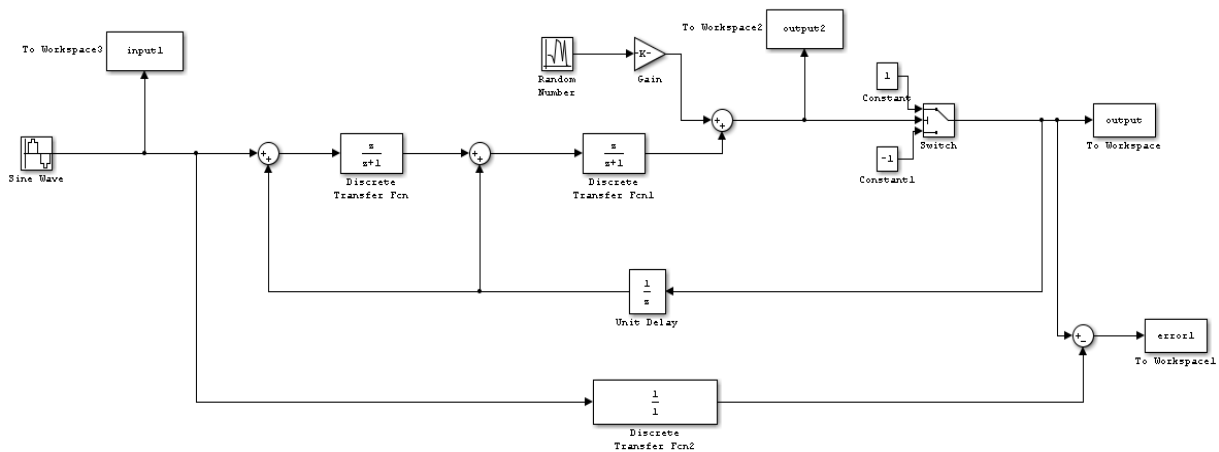 To Workspace3
input1
Sine Wave
+
+
z
z+1
Discrete
Transfer Fcn
+
+
z
z+1
Discrete
Transfer Fcn1
Random
Number
-K-
Gain
+
+
To Workspace2
output2
1
Constant
-1
Constant1
Switch
output
To Workspace
1
z
Unit Delay
1
1
Discrete
Transfer Fcn2
+
-
error1
To Workspace1